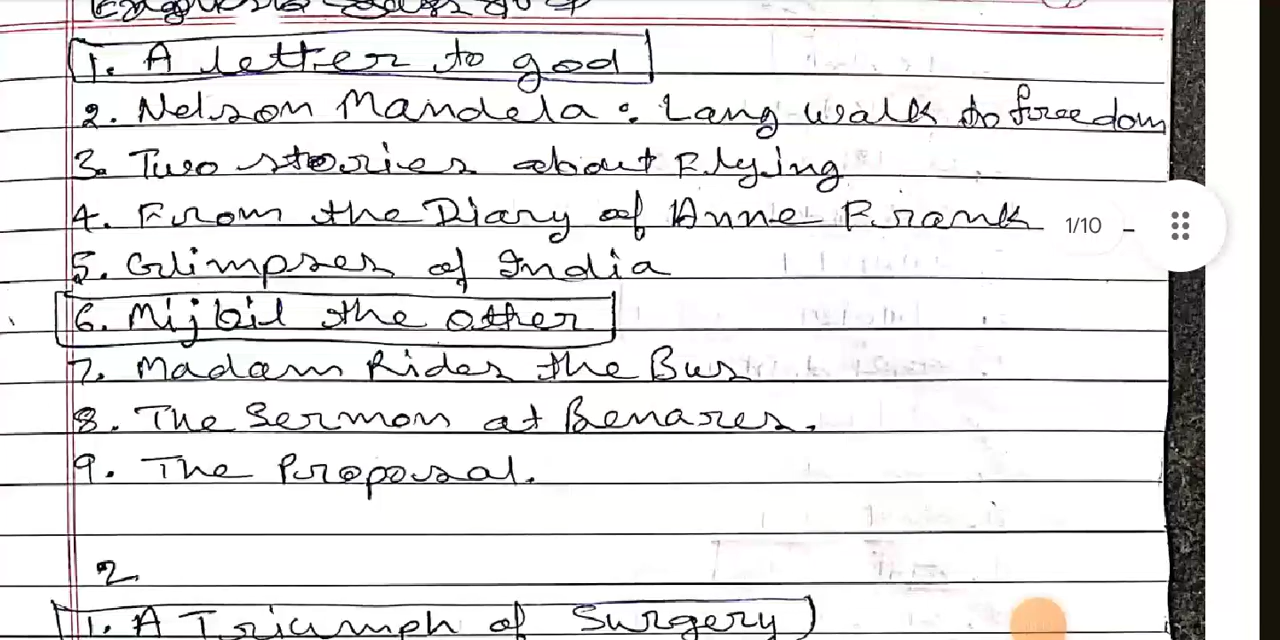 1. A letter to god
2. Nelson Mandela : Lang walk to freedom
3. Two stories about Flying
4. From the Diary of Anne Frank
1/10
5. Glimpses of India
6. Mijbil the other
7. Madam Rides the Bus
8. The Sermon at Benares.
9. The Proposal.
2
1. A Triumph of Surgery